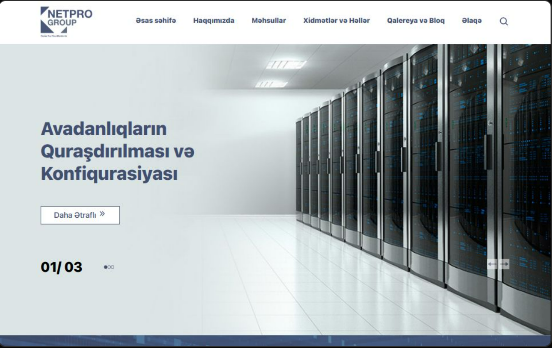 NETPRO
GROUP
Əsas səhifə Haqqımızda Məhsullar Xidmətlər və Həllər Qalereya və Bloq Əlaqə
Avadanlıqların
Quraşdırılması və
Konfiqurasiyası
Daha Ətraflı »
01/ 03